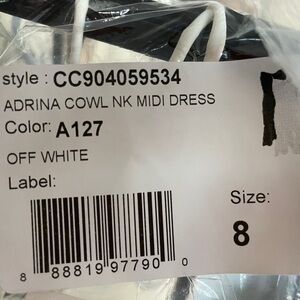 style : CC904059534
ADRINA COWL NK MIDI DRESS
Color: A127
OFF WHITE
Label:
Size:
8
8 88819 97790 0